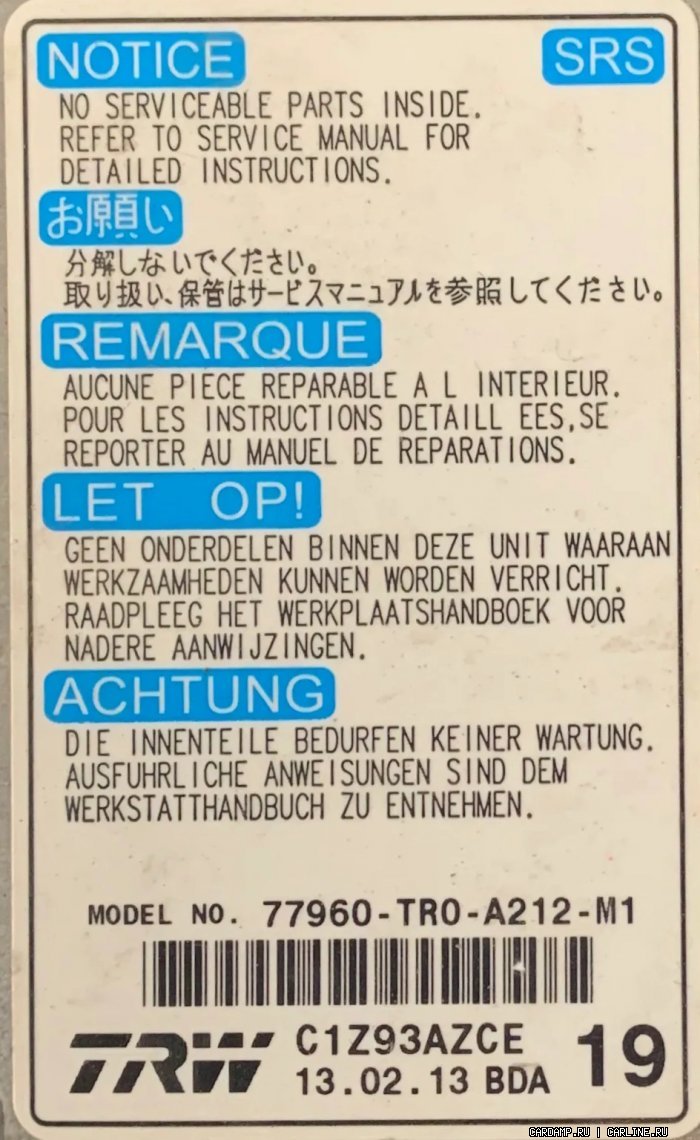 NOTICE SRS
NO SERVICEABLE PARTS INSIDE.
REFER TO SERVICE MANUAL FOR
DETAILED INSTRUCTIONS.
お願い
分解しないでください。
取り扱い、保管はサービスマニュアルを参照してください。
REMARQUE
AUCUNE PIECE REPARABLE A L INTERIEUR.
POUR LES INSTRUCTIONS DETAILL EES,SE
REPORTER AU MANUEL DE REPARATIONS.
LET OP!
GEEN ONDERDELEN BINNEN DEZE UNIT WAARAAN
WERKZAAMHEDEN KUNNEN WORDEN VERRICHT.
RAADPLEEG HET WERKPLAATSHANDBOEK VOOR
NADERE AANWIJZINGEN.
ACHTUNG
DIE INNENTEILE BEDURFEN KEINER WARTUNG.
AUSFUHRLICHE ANWEISUNGEN SIND DEM
WERKSTATTHANDBUCH ZU ENTNEHMEN.
MODEL NO. 77960-TR0-A212-M1
TRW C1Z93AZCE 19
13.02.13 BDA
CARDAMP.RU | CARLINE.RU